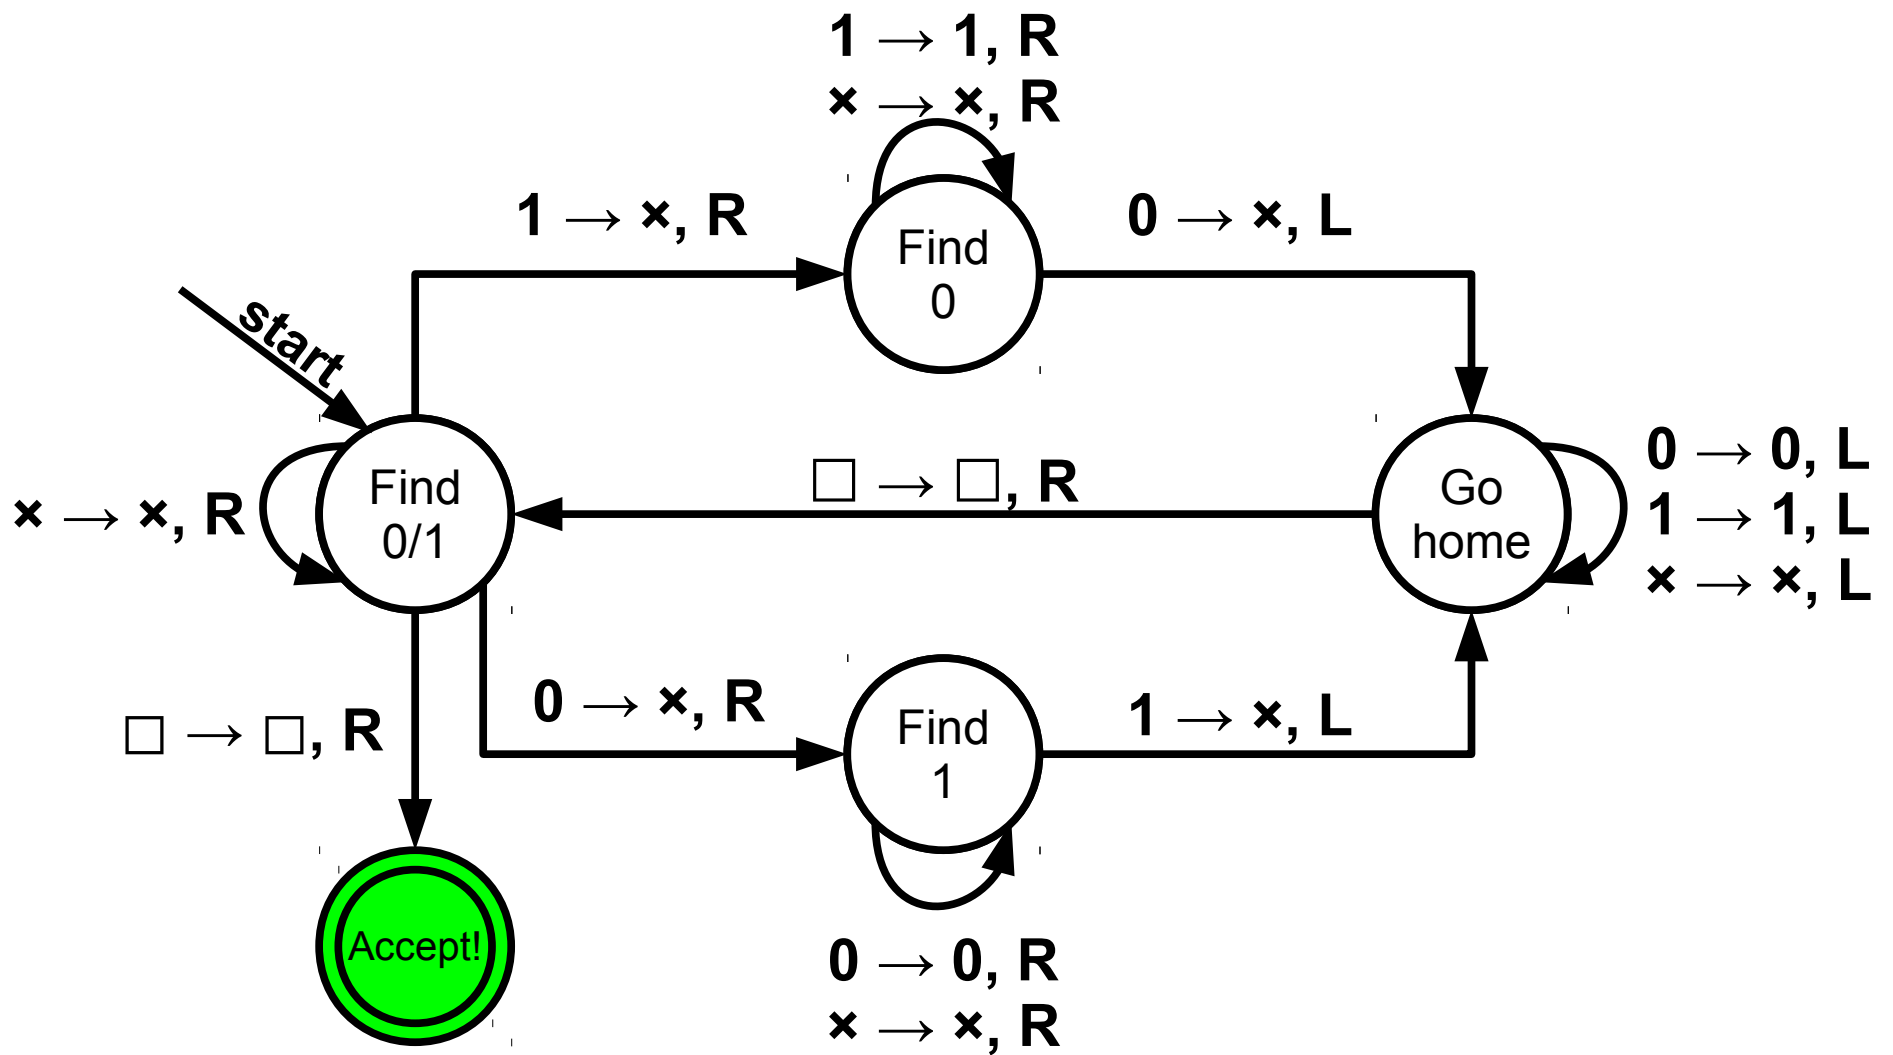 1 → 1, R
× → ×, R
1 → ×, R
0 → ×, L
Find
0
start
Find
0/1
× → ×, R
□ → □, R
Go
home
0 → 0, L
1 → 1, L
× → ×, L
□ → □, R
0 → ×, R
Find
1
1 → ×, L
Accept!
0 → 0, R
× → ×, R